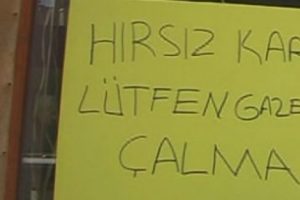 HIRSIZ KAR
LÜTFEN GAZE
ÇALMA